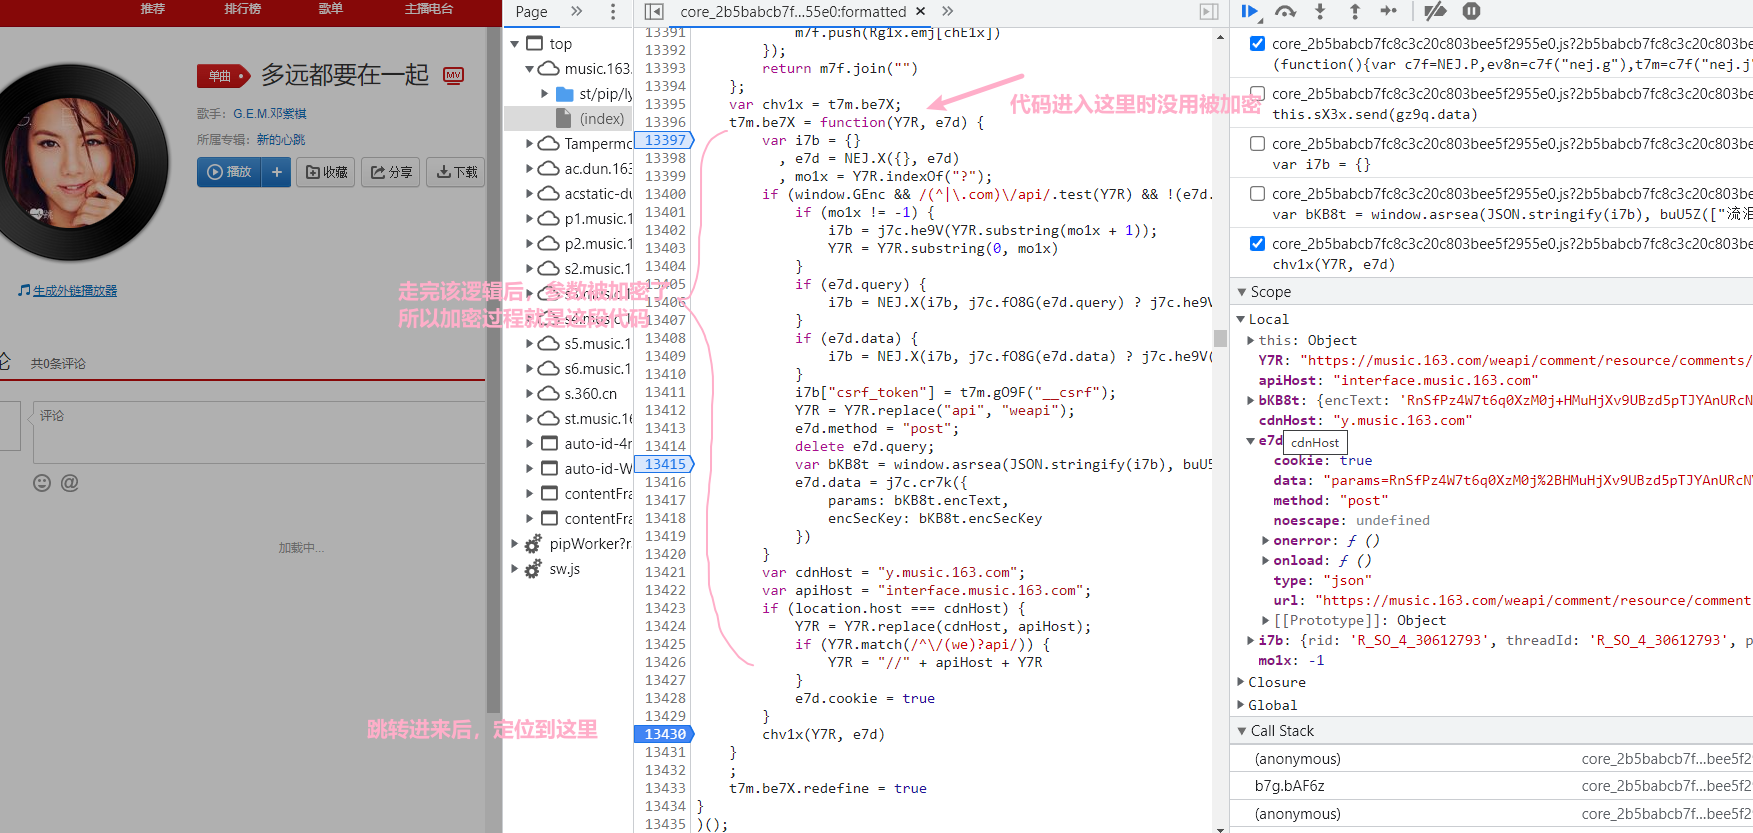 推荐
排行榜
歌单
主播电台
单曲
多远都要在一起
MV
歌手：G.E.M.邓紫棋
所属专辑：新的心跳
播放
+
收藏
分享
下载
生成外链播放器
共0条评论
评论
加载中...
Page
top
music.163.
st/pip/ly
(index)
Tampermo
ac.dun.163
acstatic-du
p1.music.1
p2.music.1
s2.music.1
s5.music.1
s6.music.1
s.360.cn
st.music.16
auto-id-4r
auto-id-W
contentFra
contentFra
pipWorker?r
sw.js
core_2b5babcb7f...55e0:formatted
13391 m7f.push(Rg1x.emj[chE1x])
13392 });
13393 return m7f.join("")
13394 };
13395 var chv1x = t7m.be7X;
13396 t7m.be7X = function(Y7R, e7d) {
13397 var i7b = {}
13398 , e7d = NEJ.X({}, e7d)
13399 , mo1x = Y7R.indexOf("?");
13400 if (window.GEnc && /(^|\.com)\/api/.test(Y7R) && !(e7d.
13401 if (mo1x != -1) {
13402 i7b = j7c.he9V(Y7R.substring(mo1x + 1));
13403 Y7R = Y7R.substring(0, mo1x)
13404 }
13405 if (e7d.query) {
13406 i7b = NEJ.X(i7b, j7c.fO8G(e7d.query) ? j7c.he9V
13407 }
13408 if (e7d.data) {
13409 i7b = NEJ.X(i7b, j7c.fO8G(e7d.data) ? j7c.he9V(
13410 }
13411 i7b["csrf_token"] = t7m.gO9F("__csrf");
13412 Y7R = Y7R.replace("api", "weapi");
13413 e7d.method = "post";
13414 delete e7d.query;
13415 var bKB8t = window.asrsea(JSON.stringify(i7b), buU5
13416 e7d.data = j7c.cr7k({
13417 params: bKB8t.encText,
13418 encSecKey: bKB8t.encSecKey
13419 })
13420 }
13421 var cdnHost = "y.music.163.com";
13422 var apiHost = "interface.music.163.com";
13423 if (location.host === cdnHost) {
13424 Y7R = Y7R.replace(cdnHost, apiHost);
13425 if (Y7R.match(/^\/(we)?api/)) {
13426 Y7R = "//" + apiHost + Y7R
13427 }
13428 e7d.cookie = true
13429 }
13430 chv1x(Y7R, e7d)
13431 }
13432 ;
13433 t7m.be7X.redefine = true
13434 }
13435 )();
代码进入这里时没用被加密
走完该逻辑后，参数被加密了
所以加密过程就是这段代码
跳转进来后，定位到这里
core_2b5babcb7fc8c3c20c803bee5f2955e0.js?2b5babcb7fc8c3c20c803be
(function(){var c7f=NEJ.P,ev8n=c7f("nej.g"),t7m=c7f("nej.j"
core_2b5babcb7fc8c3c20c803bee5f2955e0.js?2b5babcb7fc8c3c20c803be
this.sX3x.send(gz9q.data)
core_2b5babcb7fc8c3c20c803bee5f2955e0.js?2b5babcb7fc8c3c20c803be
var i7b = {}
core_2b5babcb7fc8c3c20c803bee5f2955e0.js?2b5babcb7fc8c3c20c803be
var bKB8t = window.asrsea(JSON.stringify(i7b), buU5Z(["流泪
core_2b5babcb7fc8c3c20c803bee5f2955e0.js?2b5babcb7fc8c3c20c803be
chv1x(Y7R, e7d)
Scope
Local
this: Object
Y7R: "https://music.163.com/weapi/comment/resource/comments/
apiHost: "interface.music.163.com"
bKB8t: {encText: 'RnSfPz4W7t6q0XzM0j+HMuHjXv9UBzd5pTJYAnURcN
cdnHost: "y.music.163.com"
e7d
cdnHost
cookie: true
data: "params=RnSfPz4W7t6q0XzM0j%2BHMuHjXv9UBzd5pTJYAnURcN
method: "post"
noescape: undefined
onerror: ƒ ()
onload: ƒ ()
type: "json"
url: "https://music.163.com/weapi/comment/resource/comment
[[Prototype]]: Object
i7b: {rid: 'R_SO_4_30612793', threadId: 'R_SO_4_30612793', p
mo1x: -1
Closure
Global
Call Stack
(anonymous) core_2b5babcb7f...bee5f2
b7g.bAF6z core_2b5babcb7f...bee5f2
(anonymous) core_2b5babcb7f...bee5f2